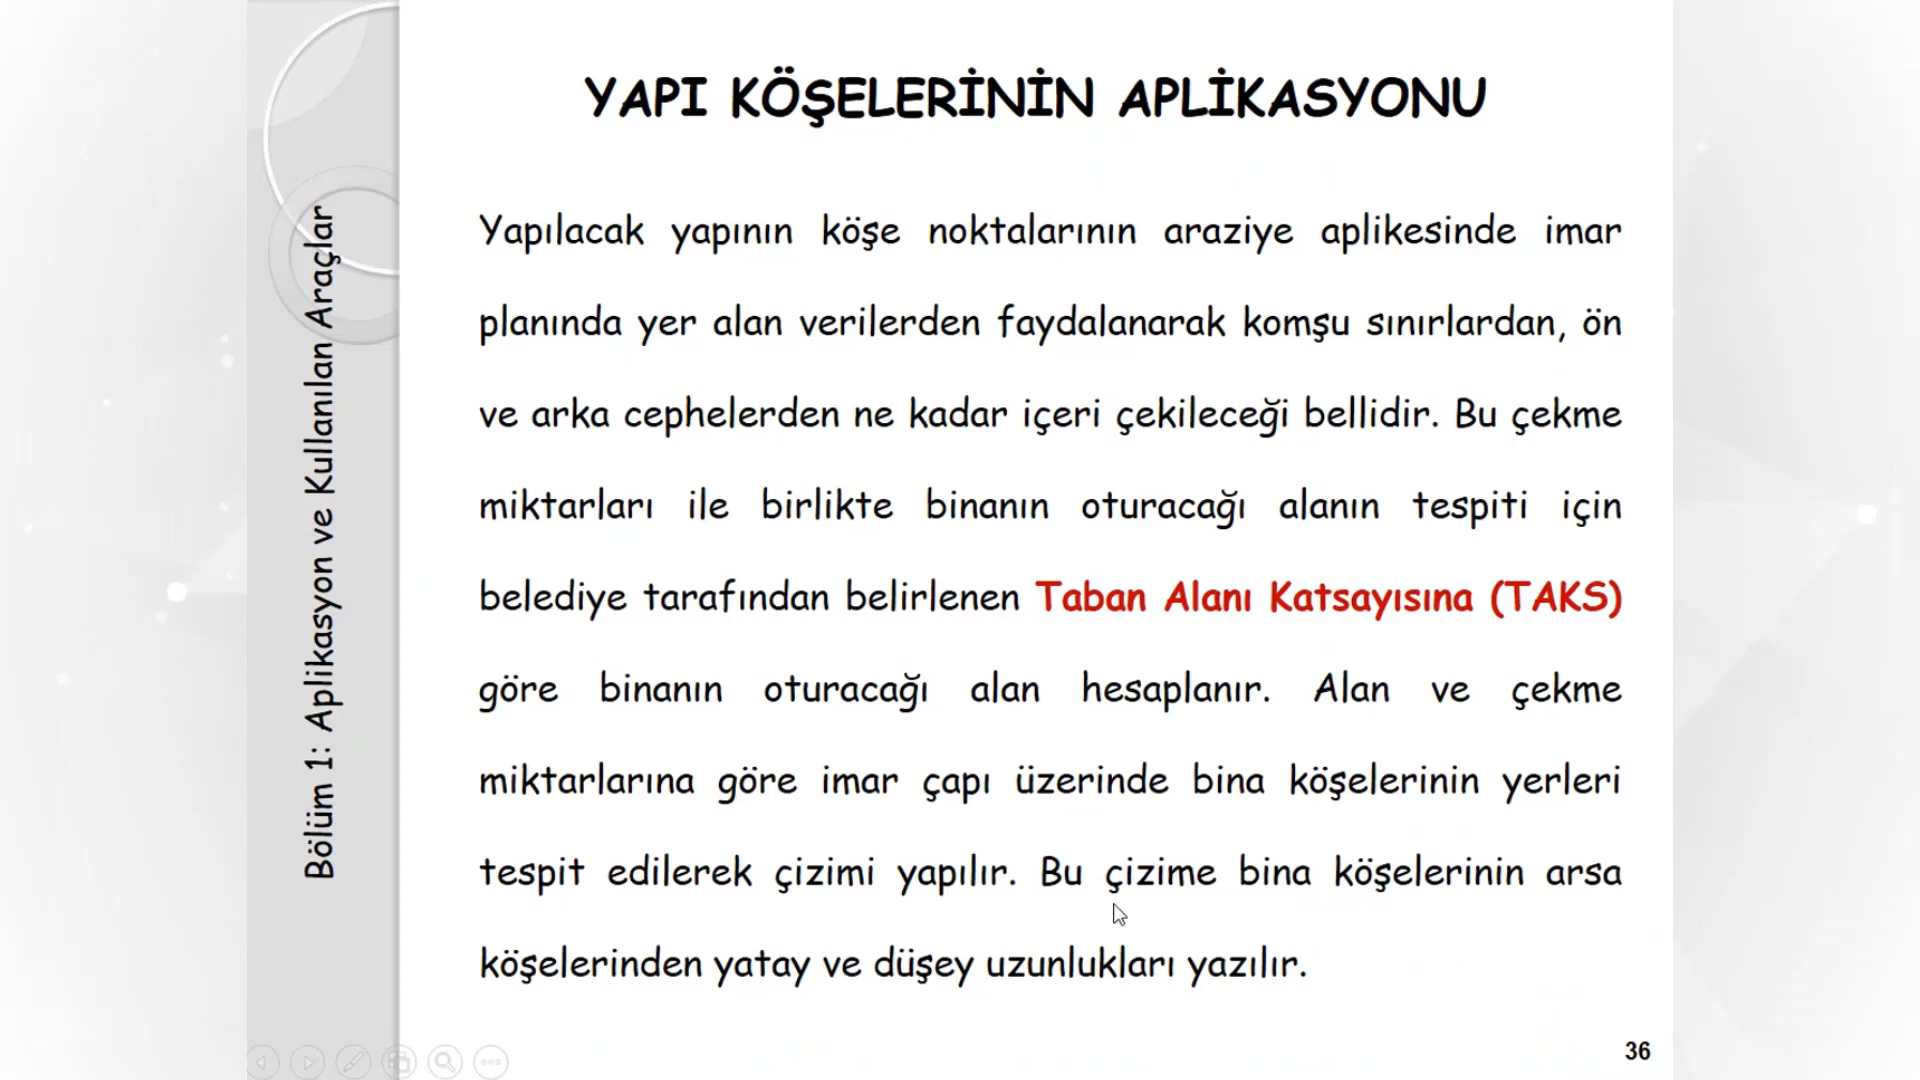 YAPI KÖŞELERİNİN APLİKASYONU
Bölüm 1: Aplikasyon ve Kullanılan Araçlar
Yapılacak yapının köşe noktalarının araziye aplikesinde imar
planında yer alan verilerden faydalanarak komşu sınırlardan, ön
ve arka cephelerden ne kadar içeri çekileceği bellidir. Bu çekme
miktarları ile birlikte binanın oturacağı alanın tespiti için
belediye tarafından belirlenen Taban Alanı Katsayısına (TAKS)
göre binanın oturacağı alan hesaplanır. Alan ve çekme
miktarlarına göre imar çapı üzerinde bina köşelerinin yerleri
tespit edilerek çizimi yapılır. Bu çizime bina köşelerinin arsa
köşelerinden yatay ve düşey uzunlukları yazılır.
36